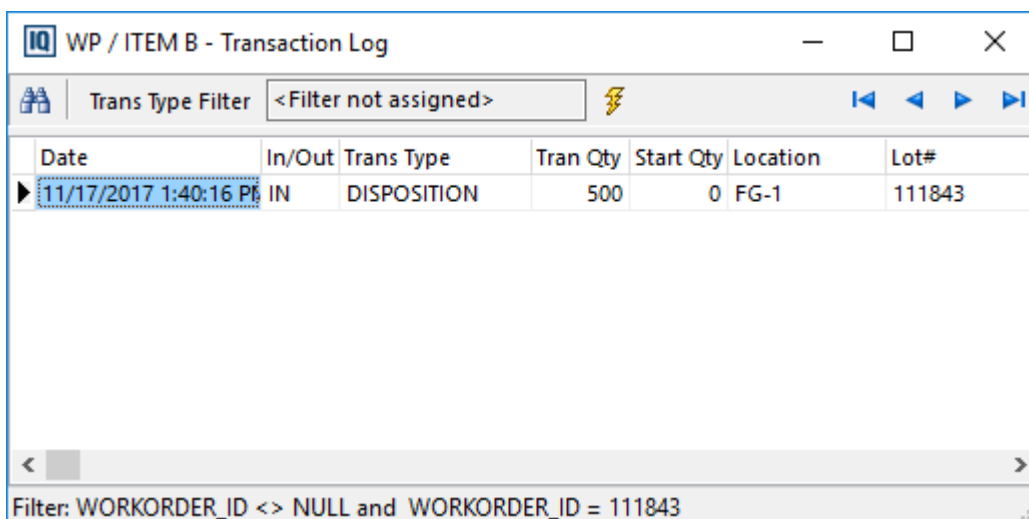 IQ WP / ITEM B - Transaction Log
Trans Type Filter <Filter not assigned>
Date In/Out Trans Type Tran Qty Start Qty Location Lot#
11/17/2017 1:40:16 PM IN DISPOSITION 500 0 FG-1 111843
Filter: WORKORDER_ID <> NULL and WORKORDER_ID = 111843